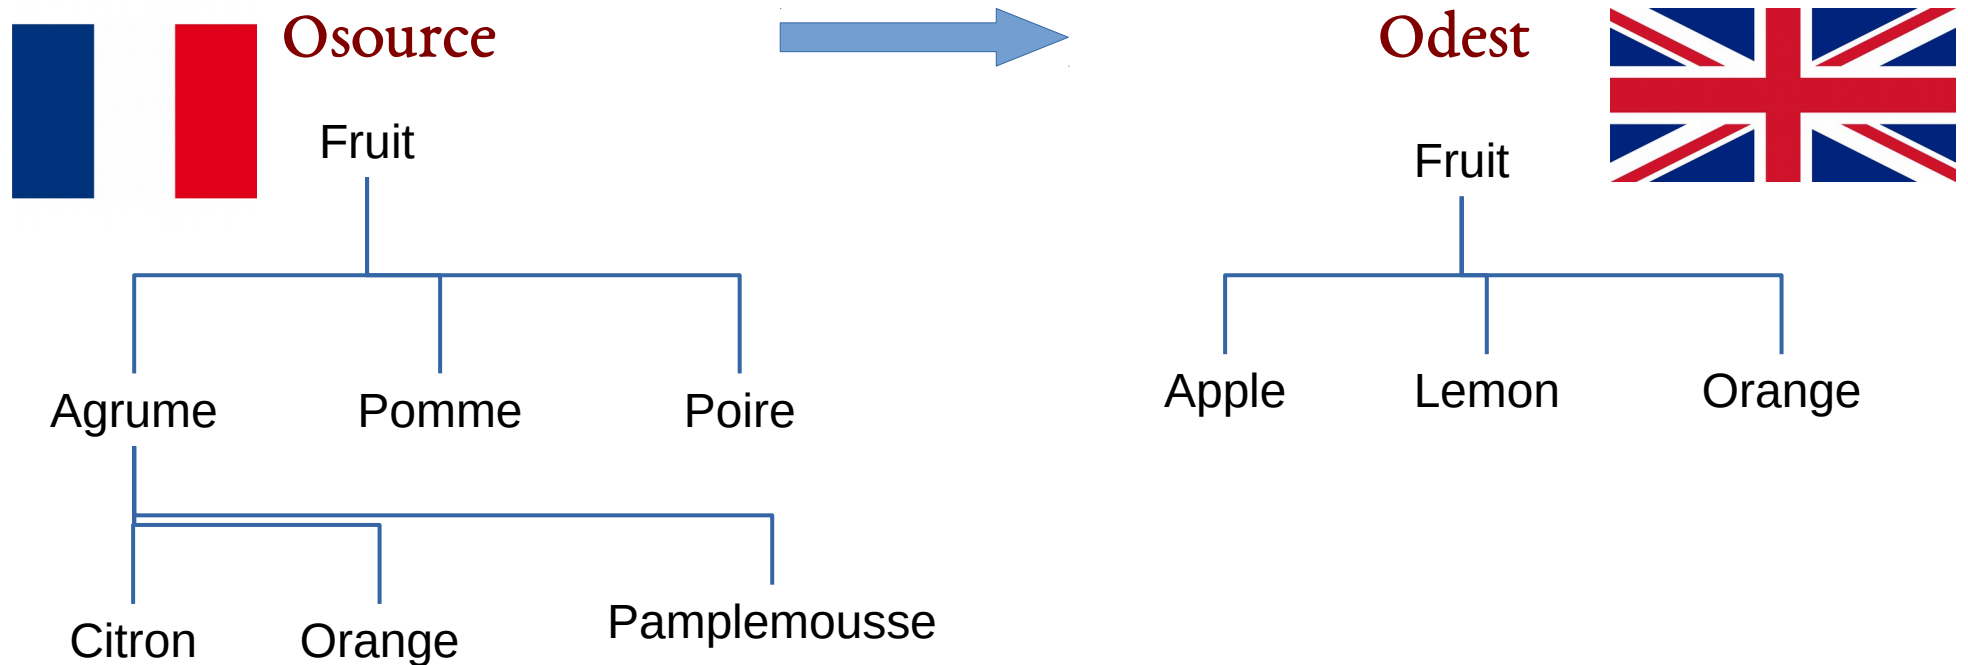 Osource
Odest
Fruit
Fruit
Agrume
Pomme
Poire
Apple
Lemon
Orange
Citron
Orange
Pamplemousse